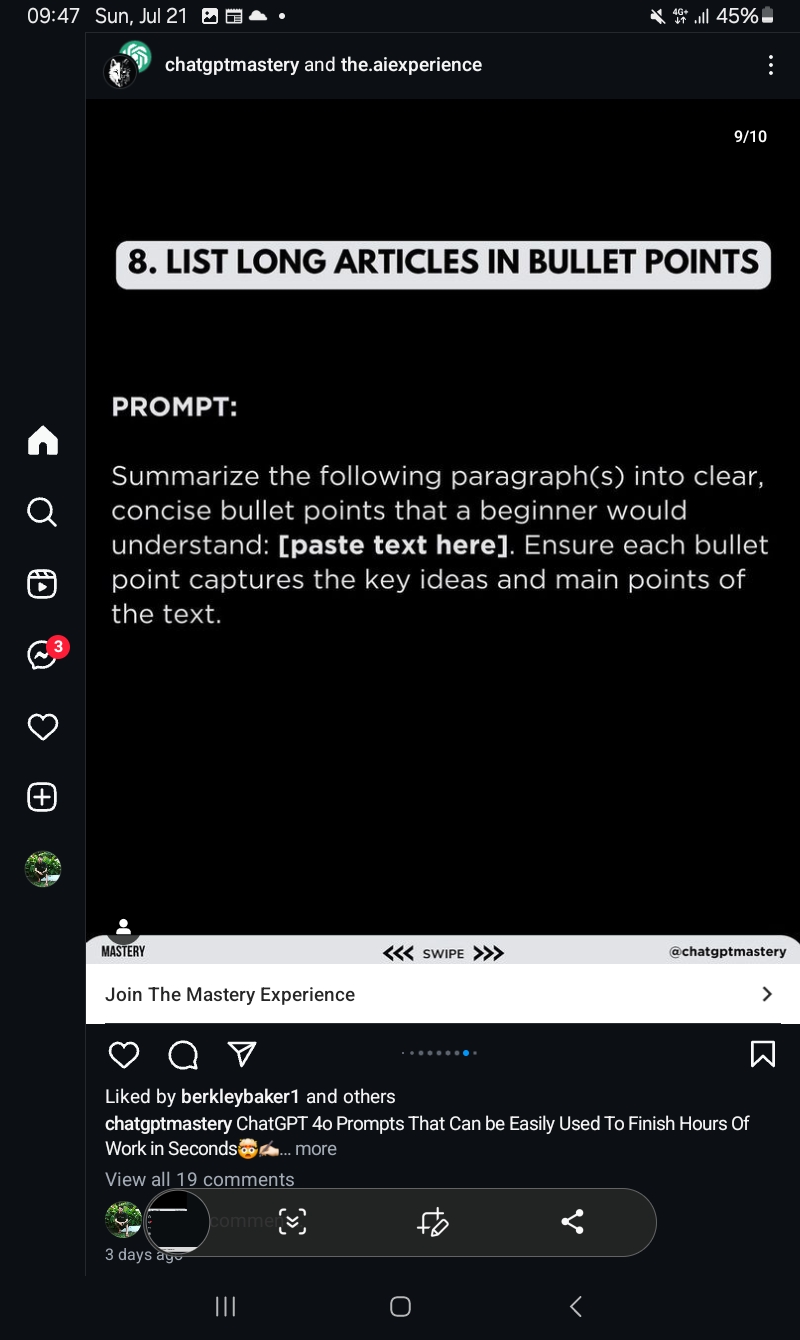 09:47 Sun, Jul 21
4G+ 45%
chatgptmastery and the.aiexperience
9/10
8. LIST LONG ARTICLES IN BULLET POINTS
PROMPT:
Summarize the following paragraph(s) into clear,
concise bullet points that a beginner would
understand: [paste text here]. Ensure each bullet
point captures the key ideas and main points of
the text.
3
MASTERY
<<< SWIPE >>>
@chatgptmastery
Join The Mastery Experience
Liked by berkleybaker1 and others
chatgptmastery ChatGPT 4o Prompts That Can be Easily Used To Finish Hours Of
Work in Seconds🤯✍🏻... more
View all 19 comments
3 days ago